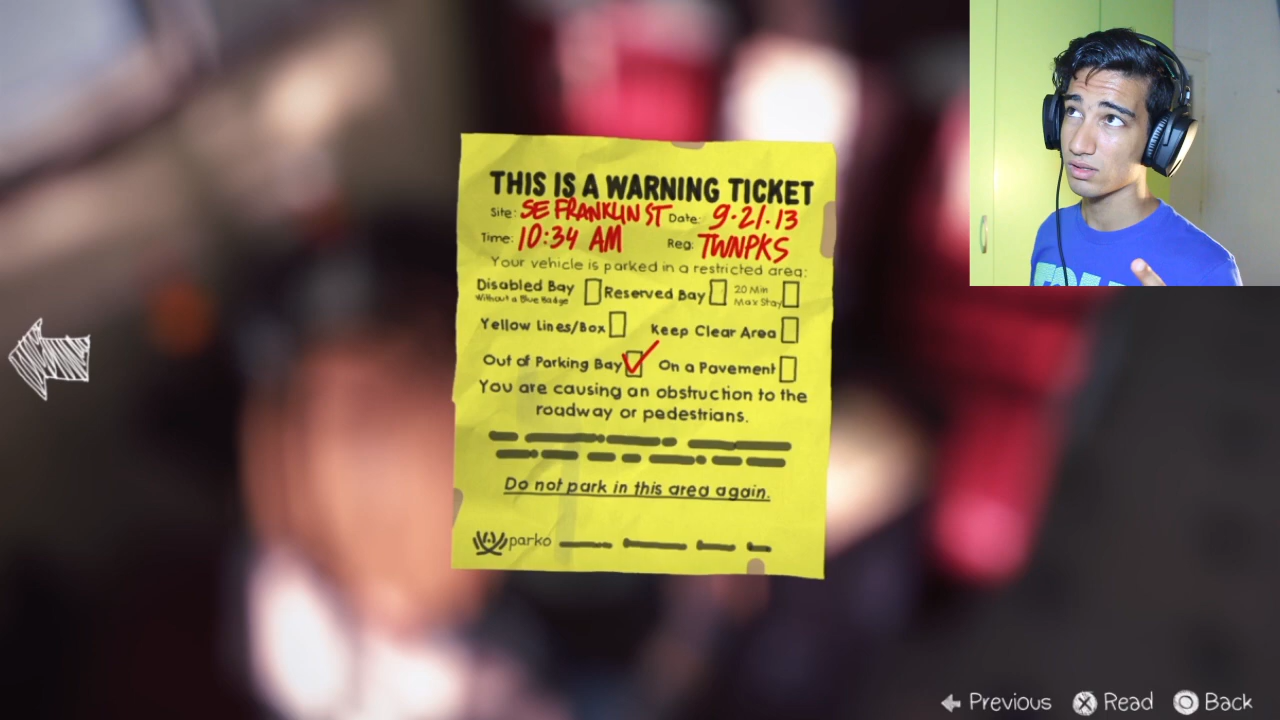 THIS IS A WARNING TICKET
Site: SE FRANKLIN ST Date: 9.21.13
Time: 10:34 AM Reg: TWNPKS
Your vehicle is parked in a restricted area:
Disabled Bay Reserved Bay 20 Min
Without a Blue Badge Max Stay
Yellow Lines/Box Keep Clear Area
Out of Parking Bay On a Pavement
You are causing an obstruction to the
roadway or pedestrians.
Do not park in this area again.
parko
Previous Read Back